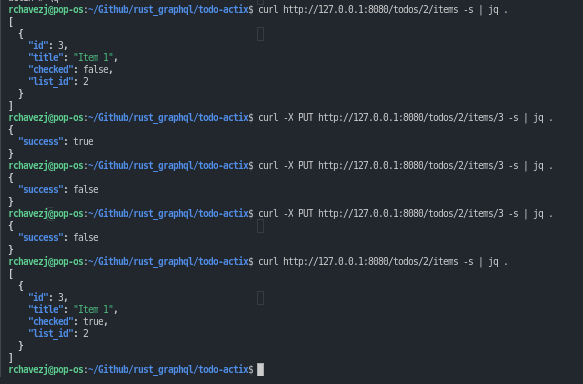 rchavezj@pop-os:~/Github/rust_graphql/todo-actix$ curl http://127.0.0.1:8080/todos/2/items -s | jq .
[
  {
    "id": 3,
    "title": "Item 1",
    "checked": false,
    "list_id": 2
  }
]
rchavezj@pop-os:~/Github/rust_graphql/todo-actix$ curl -X PUT http://127.0.0.1:8080/todos/2/items/3 -s | jq .
{
  "success": true
}
rchavezj@pop-os:~/Github/rust_graphql/todo-actix$ curl -X PUT http://127.0.0.1:8080/todos/2/items/3 -s | jq .
{
  "success": false
}
rchavezj@pop-os:~/Github/rust_graphql/todo-actix$ curl -X PUT http://127.0.0.1:8080/todos/2/items/3 -s | jq .
{
  "success": false
}
rchavezj@pop-os:~/Github/rust_graphql/todo-actix$ curl http://127.0.0.1:8080/todos/2/items -s | jq .
[
  {
    "id": 3,
    "title": "Item 1",
    "checked": true,
    "list_id": 2
  }
]
rchavezj@pop-os:~/Github/rust_graphql/todo-actix$